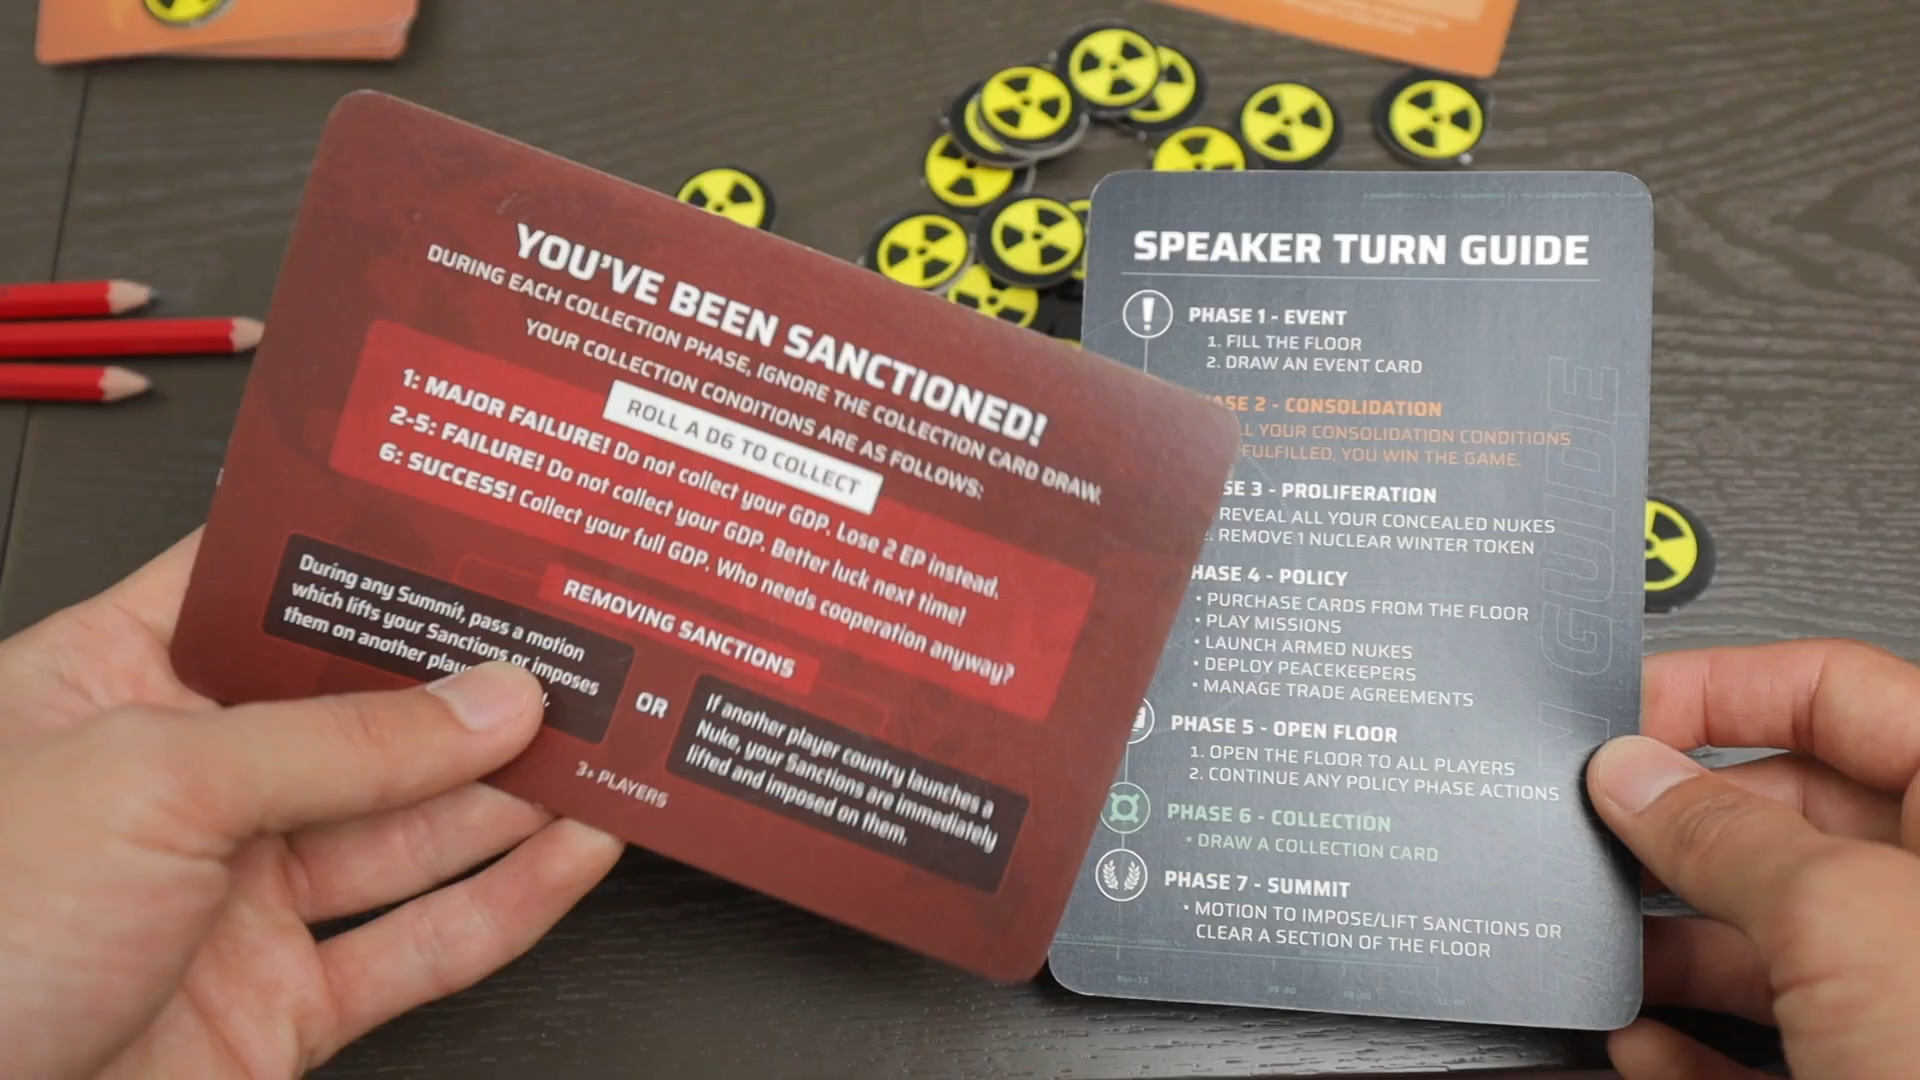 YOU'VE BEEN SANCTIONED!
DURING EACH COLLECTION PHASE, IGNORE THE COLLECTION CARD DRAW.
YOUR COLLECTION CONDITIONS ARE AS FOLLOWS:
ROLL A D6 TO COLLECT
1: MAJOR FAILURE! Do not collect your GDP. Lose 2 EP instead.
2-5: FAILURE! Do not collect your GDP. Better luck next time!
6: SUCCESS! Collect your full GDP. Who needs cooperation anyway?
REMOVING SANCTIONS
During any Summit, pass a motion
which lifts your Sanctions or imposes
them on another
OR
If another player country launches a
Nuke, your Sanctions are immediately
lifted and imposed on them.
3+ PLAYERS
SPEAKER TURN GUIDE
PHASE 1 - EVENT
1. FILL THE FLOOR
2. DRAW AN EVENT CARD
2 - CONSOLIDATION
YOUR CONSOLIDATION CONDITIONS
FULFILLED, YOU WIN THE GAME.
3 - PROLIFERATION
REVEAL ALL YOUR CONCEALED NUKES
2. REMOVE 1 NUCLEAR WINTER TOKEN
PHASE 4 - POLICY
• PURCHASE CARDS FROM THE FLOOR
• PLAY MISSIONS
• LAUNCH ARMED NUKES
• DEPLOY PEACEKEEPERS
• MANAGE TRADE AGREEMENTS
PHASE 5 - OPEN FLOOR
1. OPEN THE FLOOR TO ALL PLAYERS
2. CONTINUE ANY POLICY PHASE ACTIONS
PHASE 6 - COLLECTION
• DRAW A COLLECTION CARD
PHASE 7 - SUMMIT
• MOTION TO IMPOSE/LIFT SANCTIONS OR
CLEAR A SECTION OF THE FLOOR
GUIDE